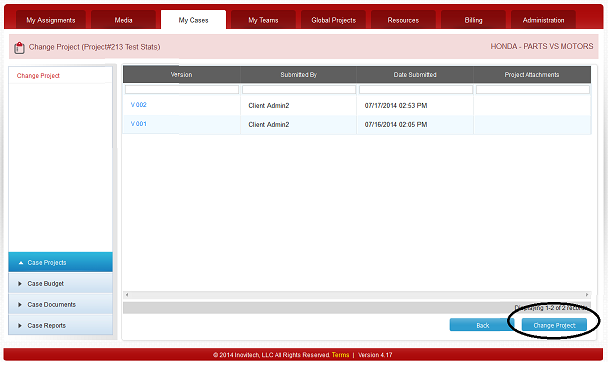 My Assignments Media My Cases My Teams Global Projects Resources Billing Administration
Change Project (Project#213 Test Stats) HONDA - PARTS VS MOTORS
Change Project
Version Submitted By Date Submitted Project Attachments
V 002 Client Admin2 07/17/2014 02:53 PM
V 001 Client Admin2 07/16/2014 02:05 PM
Case Projects
Case Budget
Case Documents
Case Reports
Displaying 1-2 of 2 records
Back Change Project
© 2014 Inovitech, LLC All Rights Reserved. Terms | Version 4.17